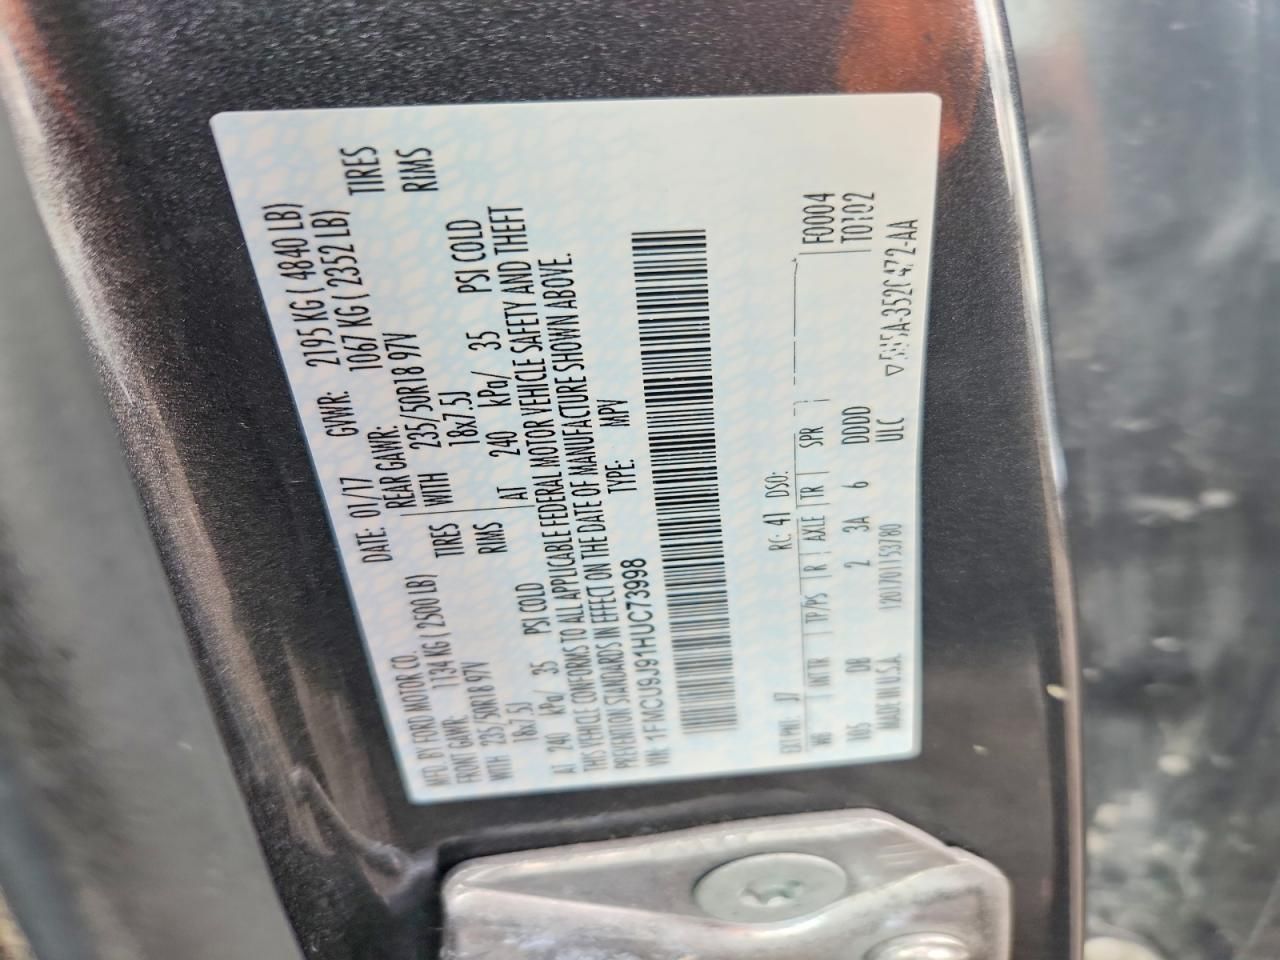 MFD. BY FORD MOTOR CO.
DATE: 01/17 GVWR: 2195 KG ( 4840 LB)
FRONT GAWR: 1134 KG ( 2500 LB) REAR GAWR: 1067 KG ( 2352 LB)
WITH 235/50R18 97V TIRES WITH 235/50R18 97V TIRES
18x7.5J RIMS 18x7.5J RIMS
AT 240 kPa/ 35 PSI COLD AT 240 kPa/ 35 PSI COLD
THIS VEHICLE CONFORMS TO ALL APPLICABLE FEDERAL MOTOR VEHICLE SAFETY AND THEFT
PREVENTION STANDARDS IN EFFECT ON THE DATE OF MANUFACTURE SHOWN ABOVE.
VIN: 1FMCU9J91HUC73998 TYPE: MPV
EXT PNT: J7 RC: 41 DSO:
WB INT TR TP/PS R AXLE TR SPR F0004
105 DB 2 3A 6 DDDD T0102
MADE IN U.S.A. 1201701153780 ULC